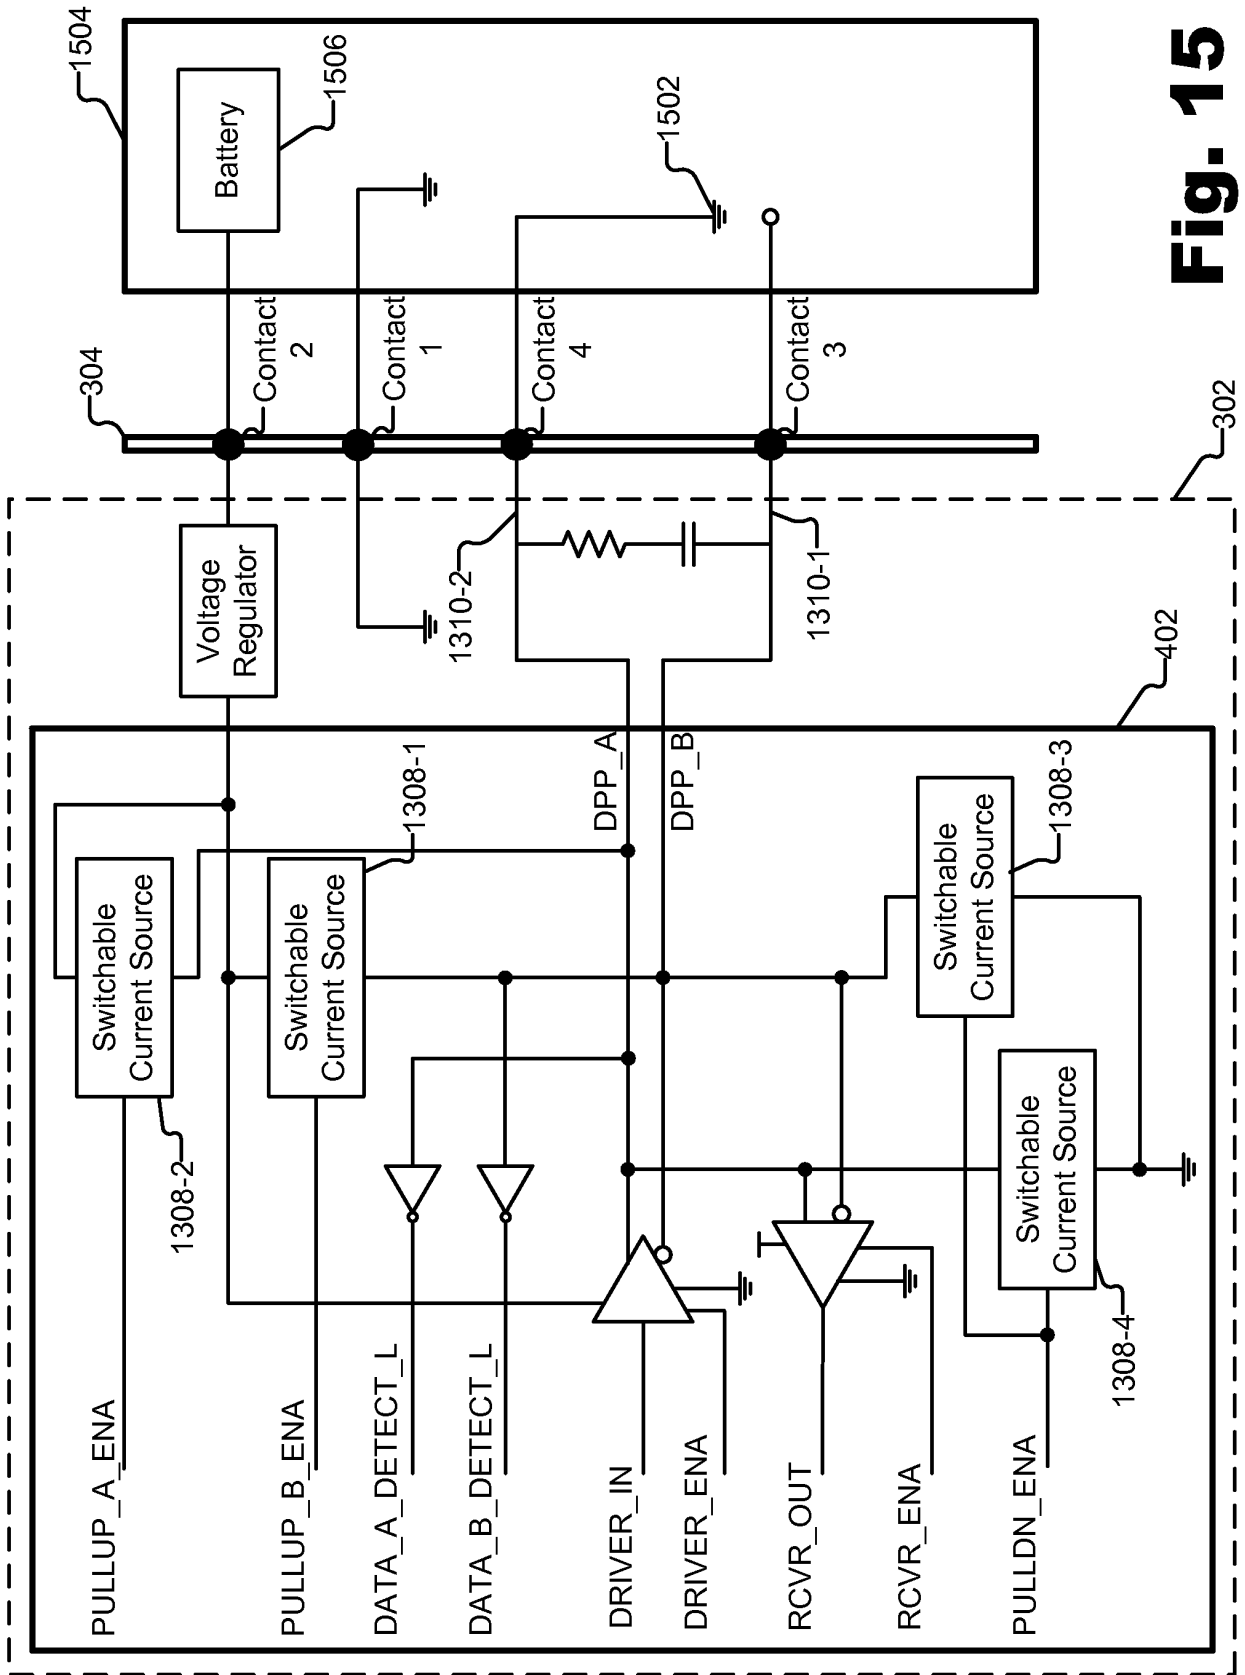 PULLUP_A_ENA
PULLUP_B_ENA
DATA_A_DETECT_L
DATA_B_DETECT_L
DRIVER_IN
DRIVER_ENA
RCVR_OUT
RCVR_ENA
PULLDN_ENA
1308-2
Switchable
Current Source
Switchable
Current Source
1308-1
1308-4
Switchable
Current Source
Switchable
Current Source
1308-3
DPP_A
DPP_B
402
Voltage
Regulator
1310-2
1310-1
302
304
Contact
2
Contact
1
Contact
4
Contact
3
1504
Battery
1506
1502
Fig. 15